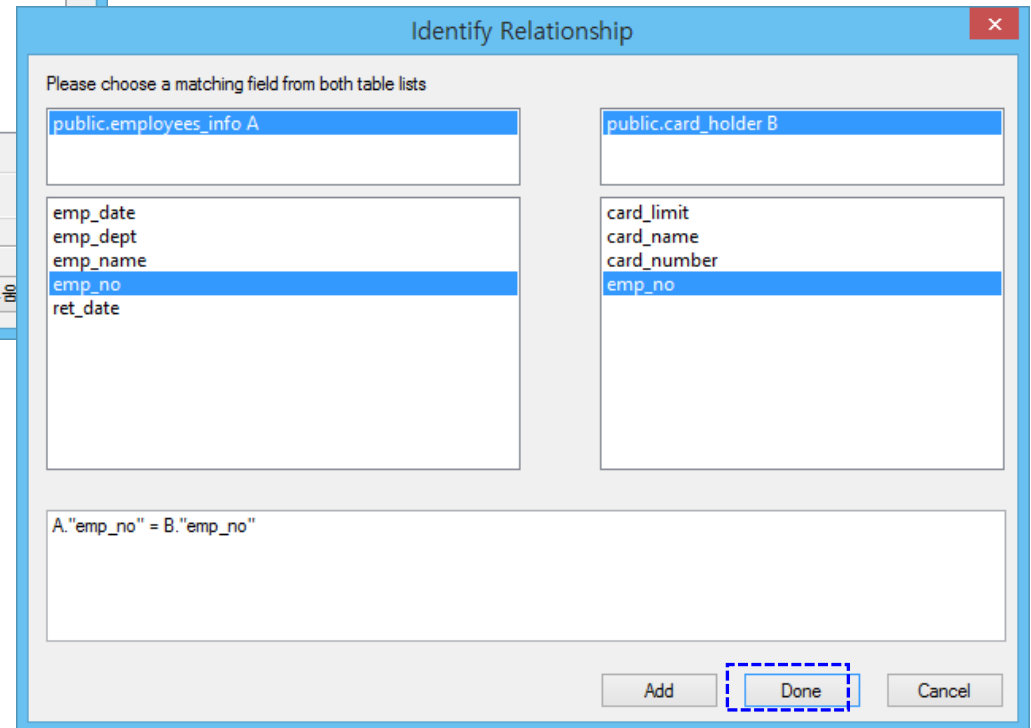 Identify Relationship
Please choose a matching field from both table lists
public.employees_info A
public.card_holder B
emp_date
emp_dept
emp_name
emp_no
ret_date
card_limit
card_name
card_number
emp_no
A."emp_no" = B."emp_no"
Add
Done
Cancel